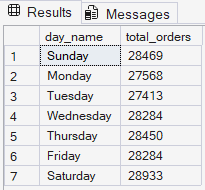 Results Messages
day_name total_orders
1 Sunday 28469
2 Monday 27568
3 Tuesday 27413
4 Wednesday 28284
5 Thursday 28450
6 Friday 28284
7 Saturday 28933